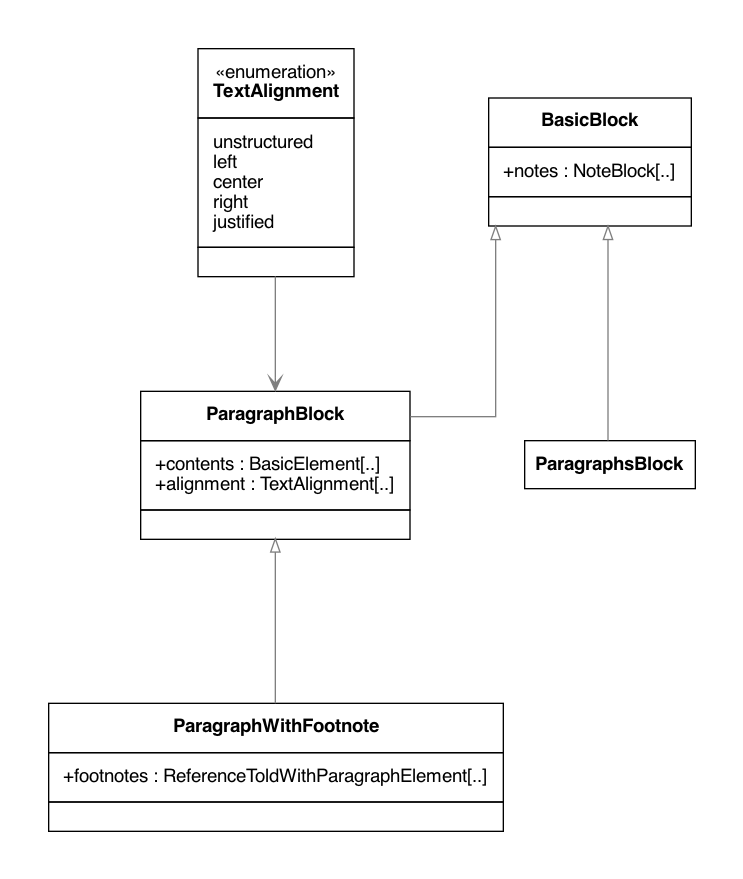 «enumeration»
TextAlignment
unstructured
left
center
right
justified
BasicBlock
+notes : NoteBlock[..]
ParagraphBlock
+contents : BasicElement[..]
+alignment : TextAlignment[..]
ParagraphsBlock
ParagraphWithFootnote
+footnotes : ReferenceToIdWithParagraphElement[..]